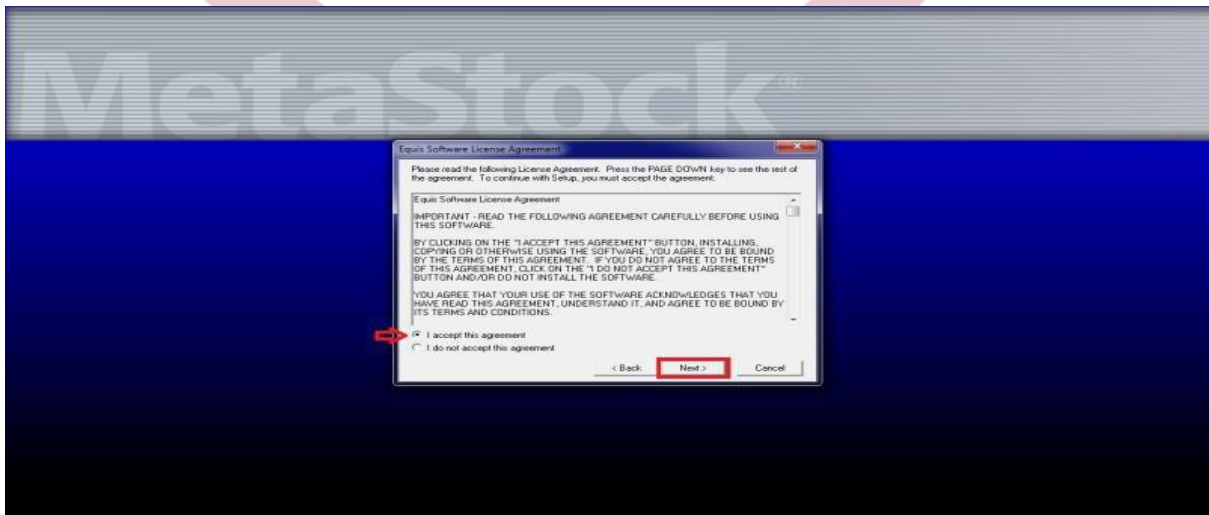 MetaStock®
Equis Software License Agreement
Please read the following License Agreement. Press the PAGE DOWN key to see the rest of
the agreement. To continue with Setup, you must accept the agreement.
Equis Software License Agreement
IMPORTANT - READ THE FOLLOWING AGREEMENT CAREFULLY BEFORE USING
THIS SOFTWARE.
BY CLICKING ON THE "I ACCEPT THIS AGREEMENT" BUTTON, INSTALLING,
COPYING OR OTHERWISE USING THE SOFTWARE, YOU AGREE TO BE BOUND
BY THE TERMS OF THIS AGREEMENT. IF YOU DO NOT AGREE TO THE TERMS
OF THIS AGREEMENT, CLICK ON THE "I DO NOT ACCEPT THIS AGREEMENT"
BUTTON AND/OR DO NOT INSTALL THE SOFTWARE.
YOU AGREE THAT YOUR USE OF THE SOFTWARE ACKNOWLEDGES THAT YOU
HAVE READ THIS AGREEMENT, UNDERSTAND IT, AND AGREE TO BE BOUND BY
ITS TERMS AND CONDITIONS.
I accept this agreement
I do not accept this agreement
< Back Next > Cancel